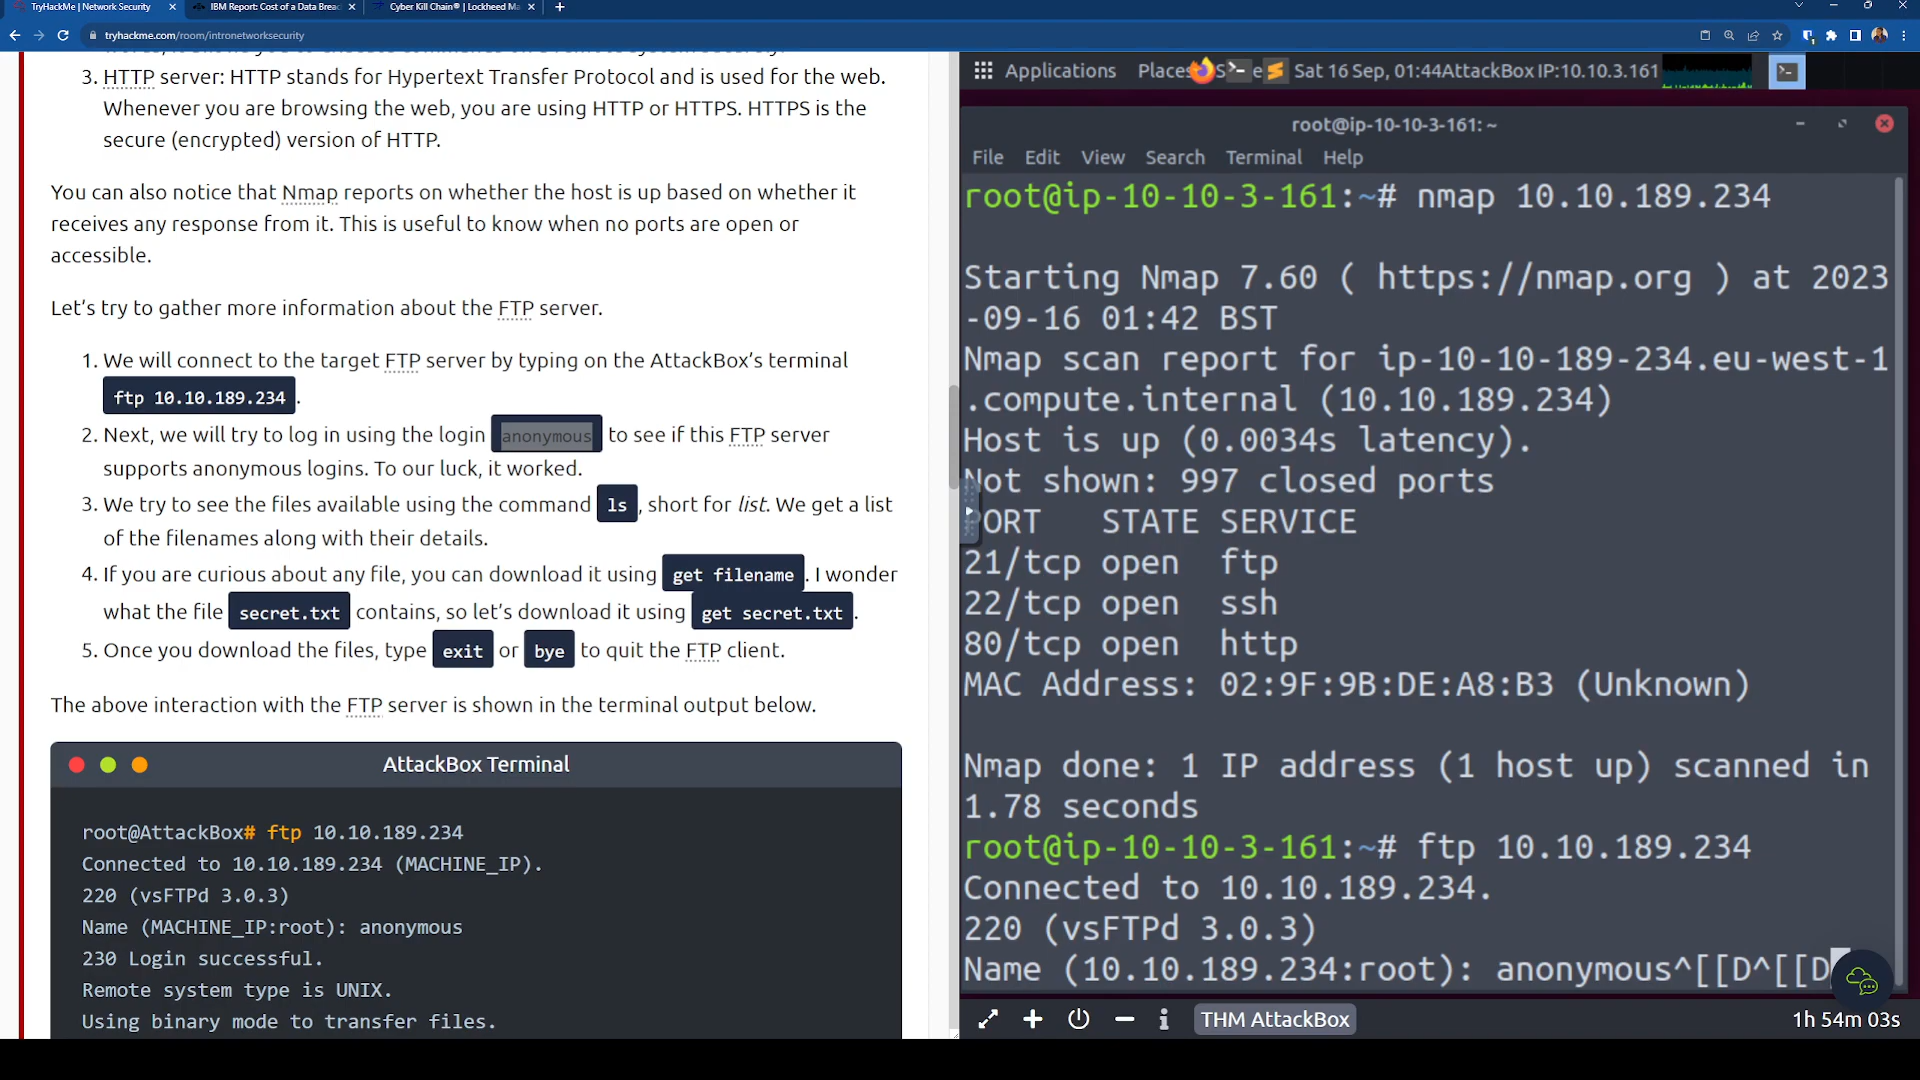 TryHackMe | Network Security
IBM Report: Cost of a Data Breac
Cyber Kill Chain® | Lockheed Ma
tryhackme.com/room/intronetworksecurity
3. HTTP server: HTTP stands for Hypertext Transfer Protocol and is used for the web.
Whenever you are browsing the web, you are using HTTP or HTTPS. HTTPS is the
secure (encrypted) version of HTTP.
You can also notice that Nmap reports on whether the host is up based on whether it
receives any response from it. This is useful to know when no ports are open or
accessible.
Let’s try to gather more information about the FTP server.
1. We will connect to the target FTP server by typing on the AttackBox’s terminal
ftp 10.10.189.234.
2. Next, we will try to log in using the login anonymous to see if this FTP server
supports anonymous logins. To our luck, it worked.
3. We try to see the files available using the command ls, short for list. We get a list
of the filenames along with their details.
4. If you are curious about any file, you can download it using get filename. I wonder
what the file secret.txt contains, so let’s download it using get secret.txt.
5. Once you download the files, type exit or bye to quit the FTP client.
The above interaction with the FTP server is shown in the terminal output below.
AttackBox Terminal
root@AttackBox# ftp 10.10.189.234
Connected to 10.10.189.234 (MACHINE_IP).
220 (vsFTPd 3.0.3)
Name (MACHINE_IP:root): anonymous
230 Login successful.
Remote system type is UNIX.
Using binary mode to transfer files.
Applications Places S e Sat 16 Sep, 01:44 AttackBox IP:10.10.3.161
root@ip-10-10-3-161: ~
File Edit View Search Terminal Help
root@ip-10-10-3-161:~# nmap 10.10.189.234
Starting Nmap 7.60 ( https://nmap.org ) at 2023
-09-16 01:42 BST
Nmap scan report for ip-10-10-189-234.eu-west-1
.compute.internal (10.10.189.234)
Host is up (0.0034s latency).
Not shown: 997 closed ports
PORT STATE SERVICE
21/tcp open ftp
22/tcp open ssh
80/tcp open http
MAC Address: 02:9F:9B:DE:A8:B3 (Unknown)
Nmap done: 1 IP address (1 host up) scanned in
1.78 seconds
root@ip-10-10-3-161:~# ftp 10.10.189.234
Connected to 10.10.189.234.
220 (vsFTPd 3.0.3)
Name (10.10.189.234:root): anonymous^[[D^[[D
THM AttackBox
1h 54m 03s